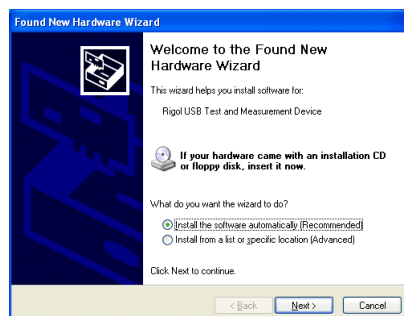 Found New Hardware Wizard
Welcome to the Found New
Hardware Wizard
This wizard helps you install software for:
Rigol USB Test and Measurement Device
If your hardware came with an installation CD
or floppy disk, insert it now.
What do you want the wizard to do?
Install the software automatically (Recommended)
Install from a list or specific location (Advanced)
Click Next to continue.
< Back
Next >
Cancel